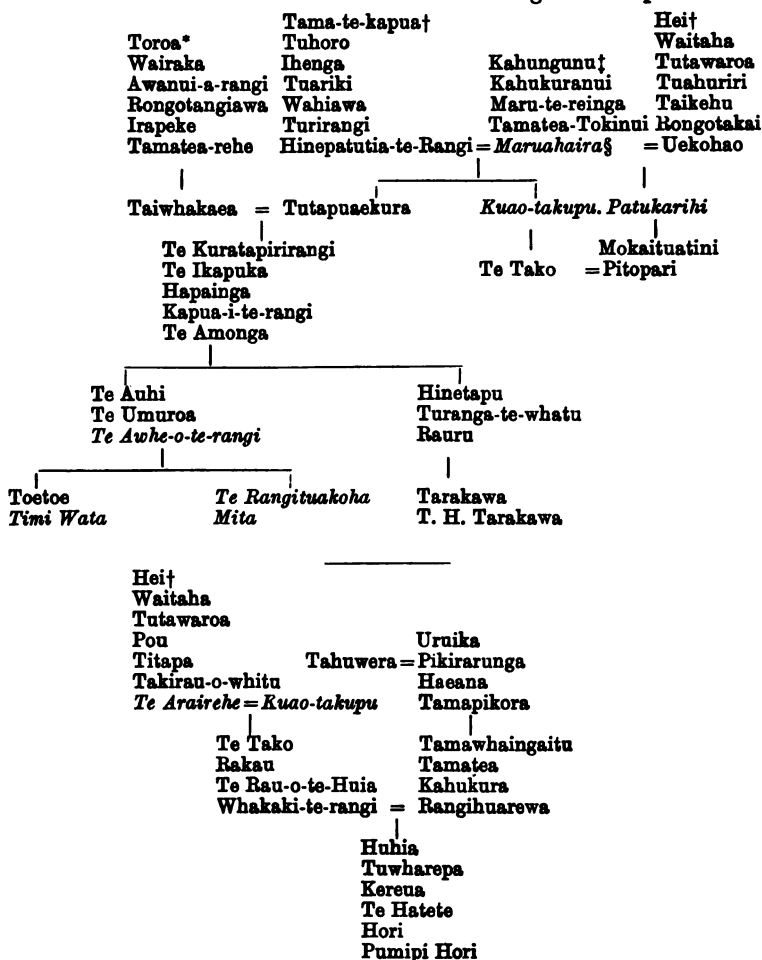 Tama-te-kapua† Hei†
Toroa* Tuhoro Waitaha
Wairaka Ihenga Kahungunu‡ Tutawaroa
Awanui-a-rangi Tuariki Kahukuranui Tuahuriri
Rongotangiawa Wahiawa Maru-te-reinga Taikehu
Irapeke Turirangi Tamatea-Tokinui Rongotakai
Tamatea-rehe Hinepatutia-te-Rangi = Maruahaira§ = Uekohao
Taiwhakaea = Tutapuaekura Kuao-takupu. Patukarihi
Te Kuratapirirangi Mokaituatini
Te Ikapuka Te Tako = Pitopari
Hapainga
Kapua-i-te-rangi
Te Amonga
Te Auhi Hinetapu
Te Umuroa Turanga-te-whatu
Te Awhe-o-te-rangi Rauru
Toetoe Te Rangituakoha Tarakawa
Timi Wata Mita T. H. Tarakawa
Hei†
Waitaha
Tutawaroa
Pou Uruika
Titapa Tahuwera = Pikirarunga
Takirau-o-whitu Haeana
Te Arairehe = Kuao-takupu Tamapikora
Te Tako Tamawhaingaitu
Rakau Tamatea
Te Rau-o-te-Huia Kahukura
Whakaki-te-rangi = Rangihuarewa
Huhia
Tuwharepa
Kereua
Te Hatete
Hori
Pumipi Hori